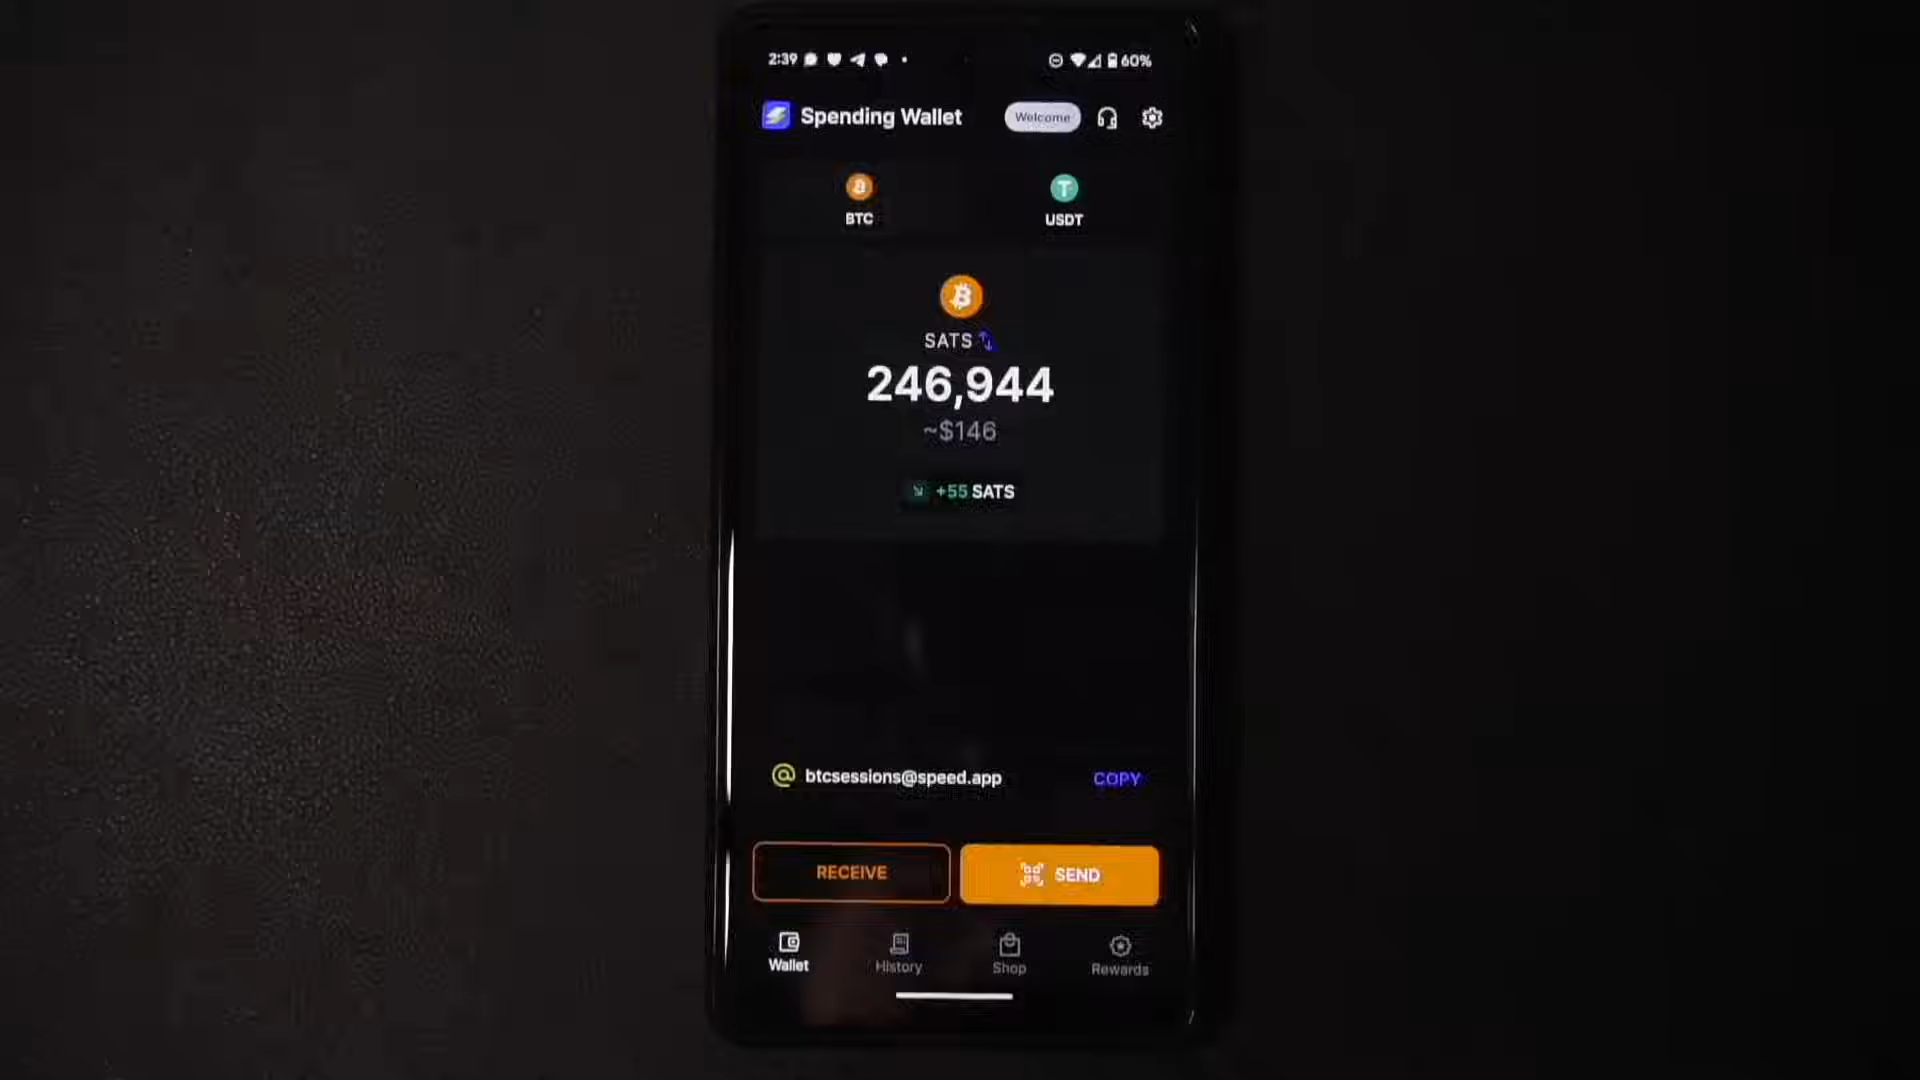 2:39 60%
Spending Wallet Welcome
BTC USDT
SATS
246,944
~$146
+55 SATS
btcsessions@speed.app COPY
RECEIVE SEND
Wallet History Shop Rewards